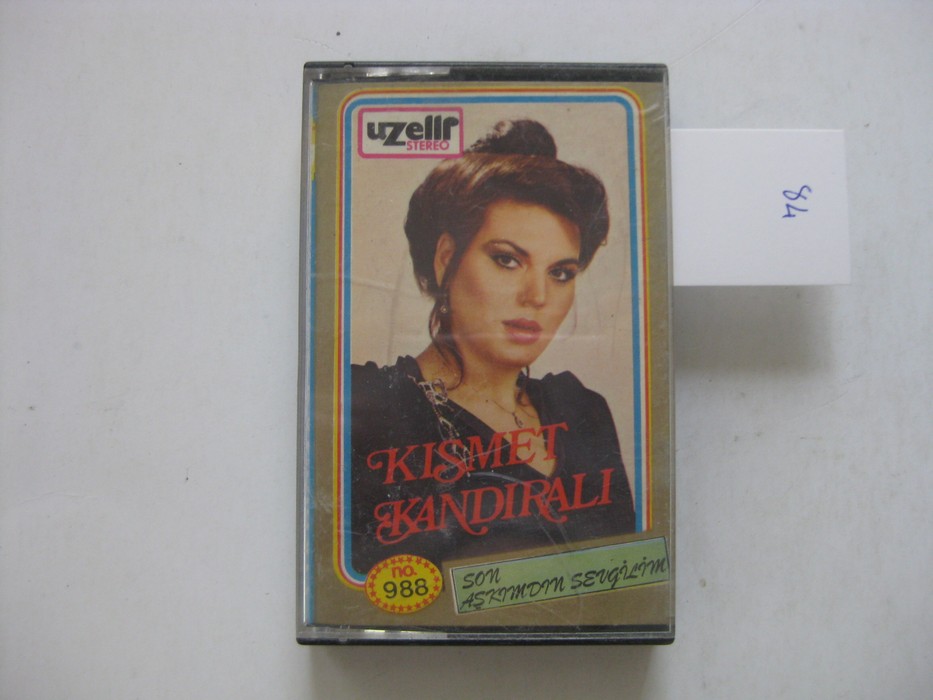 uzelli
STEREO
84
KISMET
KANDIRALI
no.
988
SON
AŞKIMDIN SEVGİLİM